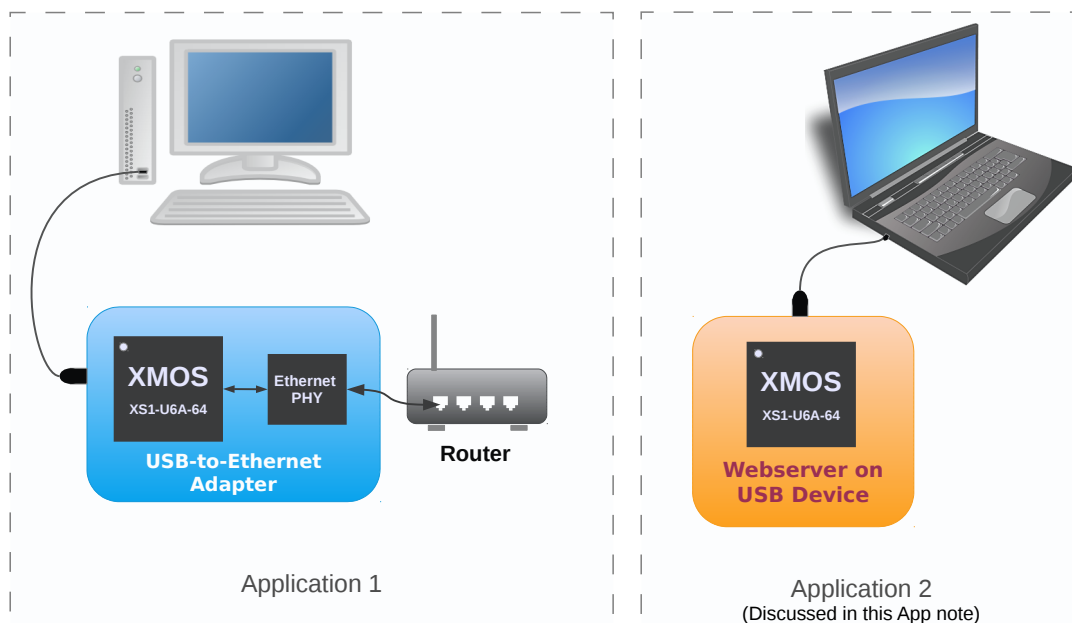 XMOS
XS1-U6A-64
Ethernet
PHY
USB-to-Ethernet
Adapter
Router
Application 1
XMOS
XS1-U6A-64
Webserver on
USB Device
Application 2
(Discussed in this App note)